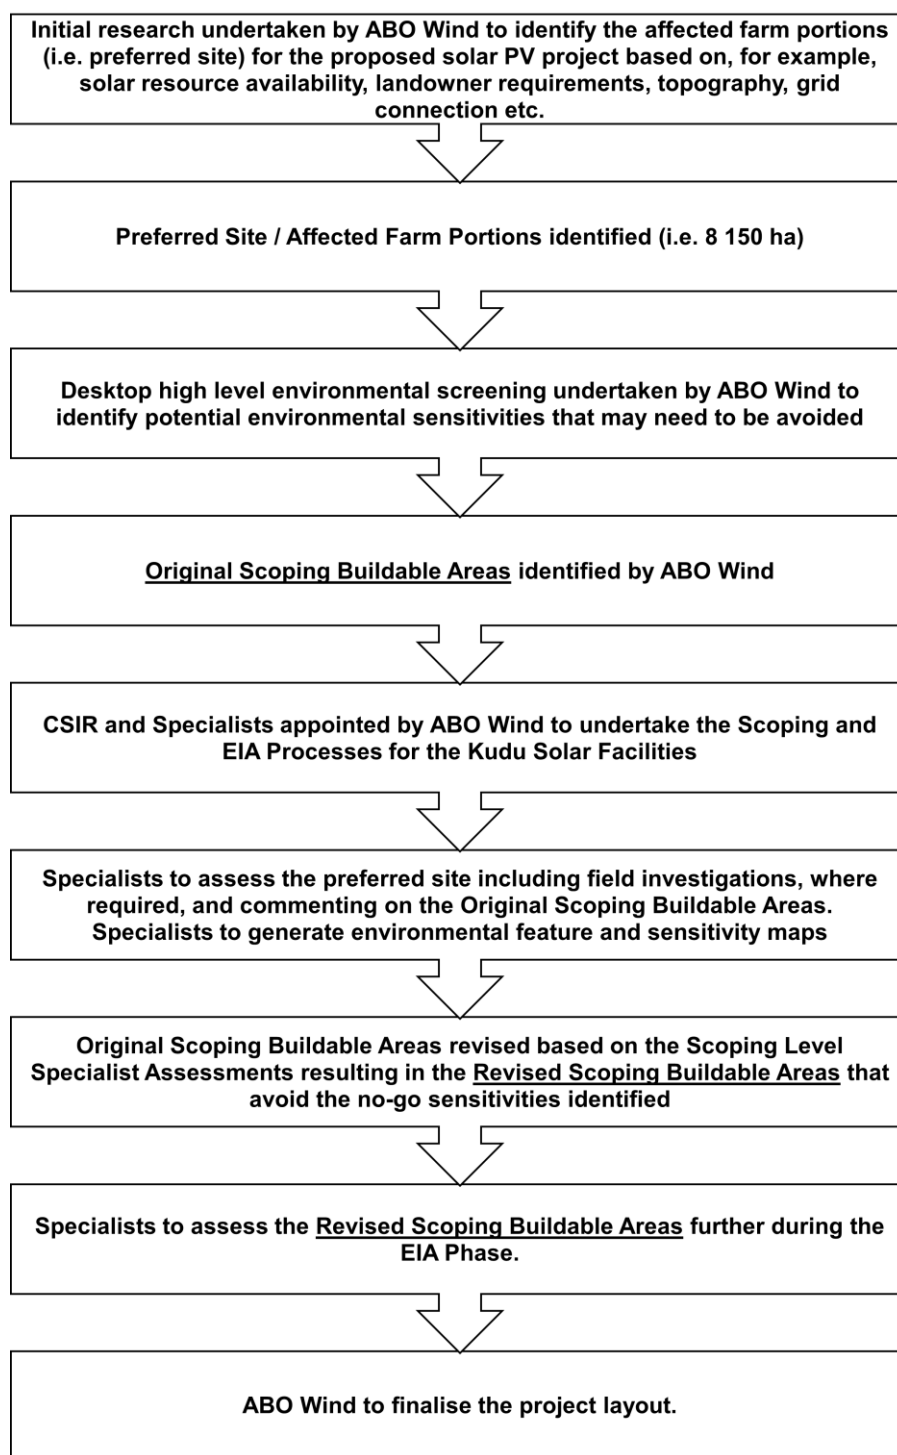 Initial research undertaken by ABO Wind to identify the affected farm portions
(i.e. preferred site) for the proposed solar PV project based on, for example,
solar resource availability, landowner requirements, topography, grid
connection etc.
Preferred Site / Affected Farm Portions identified (i.e. 8 150 ha)
Desktop high level environmental screening undertaken by ABO Wind to
identify potential environmental sensitivities that may need to be avoided
Original Scoping Buildable Areas identified by ABO Wind
CSIR and Specialists appointed by ABO Wind to undertake the Scoping and
EIA Processes for the Kudu Solar Facilities
Specialists to assess the preferred site including field investigations, where
required, and commenting on the Original Scoping Buildable Areas.
Specialists to generate environmental feature and sensitivity maps
Original Scoping Buildable Areas revised based on the Scoping Level
Specialist Assessments resulting in the Revised Scoping Buildable Areas that
avoid the no-go sensitivities identified
Specialists to assess the Revised Scoping Buildable Areas further during the
EIA Phase.
ABO Wind to finalise the project layout.